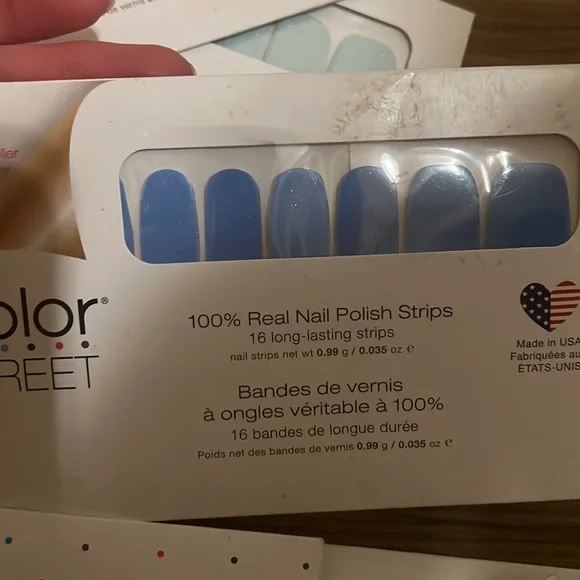 olor®
REET
100% Real Nail Polish Strips
16 long-lasting strips
nail strips net wt 0.99 g / 0.035 oz ℮
Bandes de vernis
à ongles véritable à 100%
16 bandes de longue durée
Poids net des bandes de vernis 0.99 g / 0.035 oz ℮
Made in USA
Fabriquées au
ÉTATS-UNIS